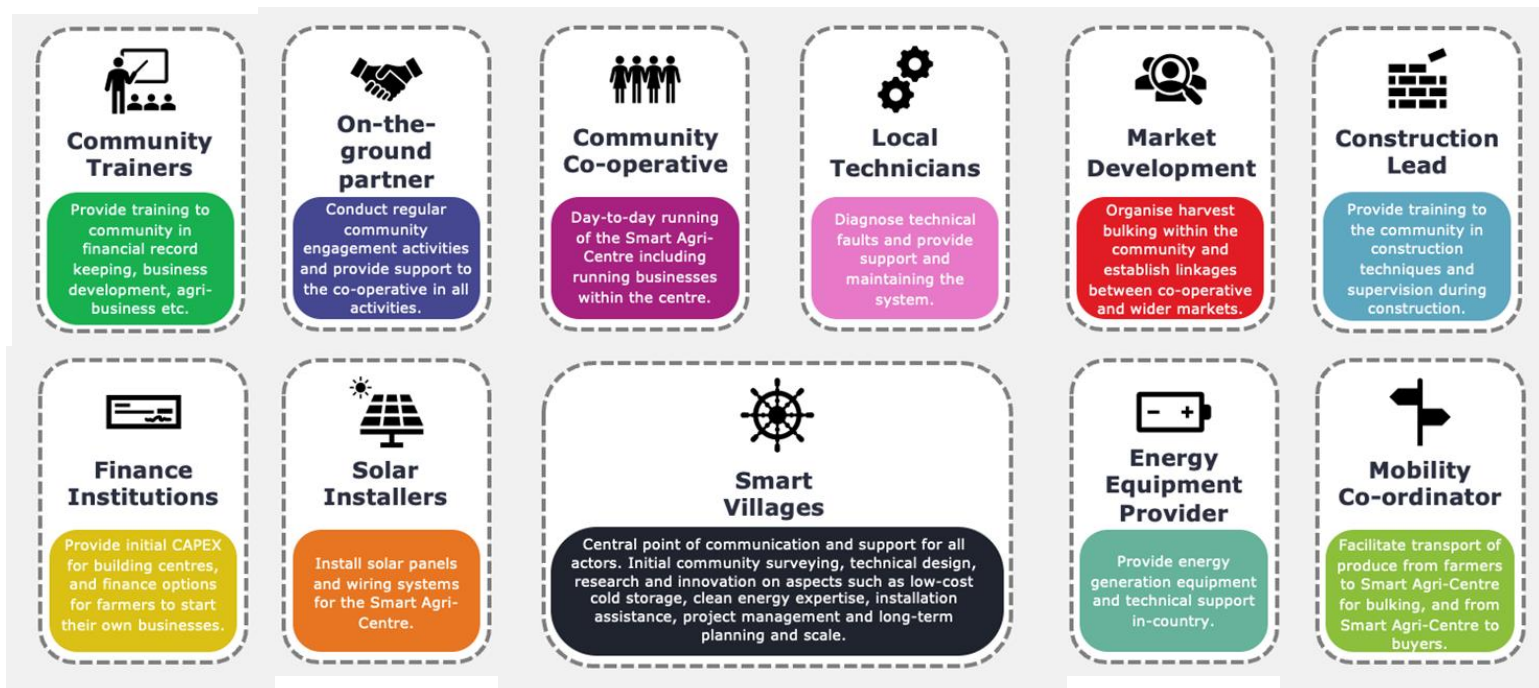 Community
Trainers
Provide training to
community in
financial record
keeping, business
development, agri-
business etc.
On-the-
ground
partner
Conduct regular
community
engagement activities
and provide support to
the co-operative in all
activities.
Community
Co-operative
Day-to-day running
of the Smart Agri-
Centre including
running businesses
within the centre.
Local
Technicians
Diagnose technical
faults and provide
support and
maintaining the
system.
Market
Development
Organise harvest
bulking within the
community and
establish linkages
between co-operative
and wider markets.
Construction
Lead
Provide training to
the community in
construction
techniques and
supervision during
construction.
Finance
Institutions
Provide initial CAPEX
for building centres,
and finance options
for farmers to start
their own businesses.
Solar
Installers
Install solar panels
and wiring systems
for the Smart Agri-
Centre.
Smart
Villages
Central point of communication and support for all
actors. Initial community surveying, technical design,
research and innovation on aspects such as low-cost
cold storage, clean energy expertise, installation
assistance, project management and long-term
planning and scale.
Energy
Equipment
Provider
Provide energy
generation equipment
and technical support
in-country.
Mobility
Co-ordinator
Facilitate transport of
produce from farmers
to Smart Agri-Centre
for bulking, and from
Smart Agri-Centre to
buyers.